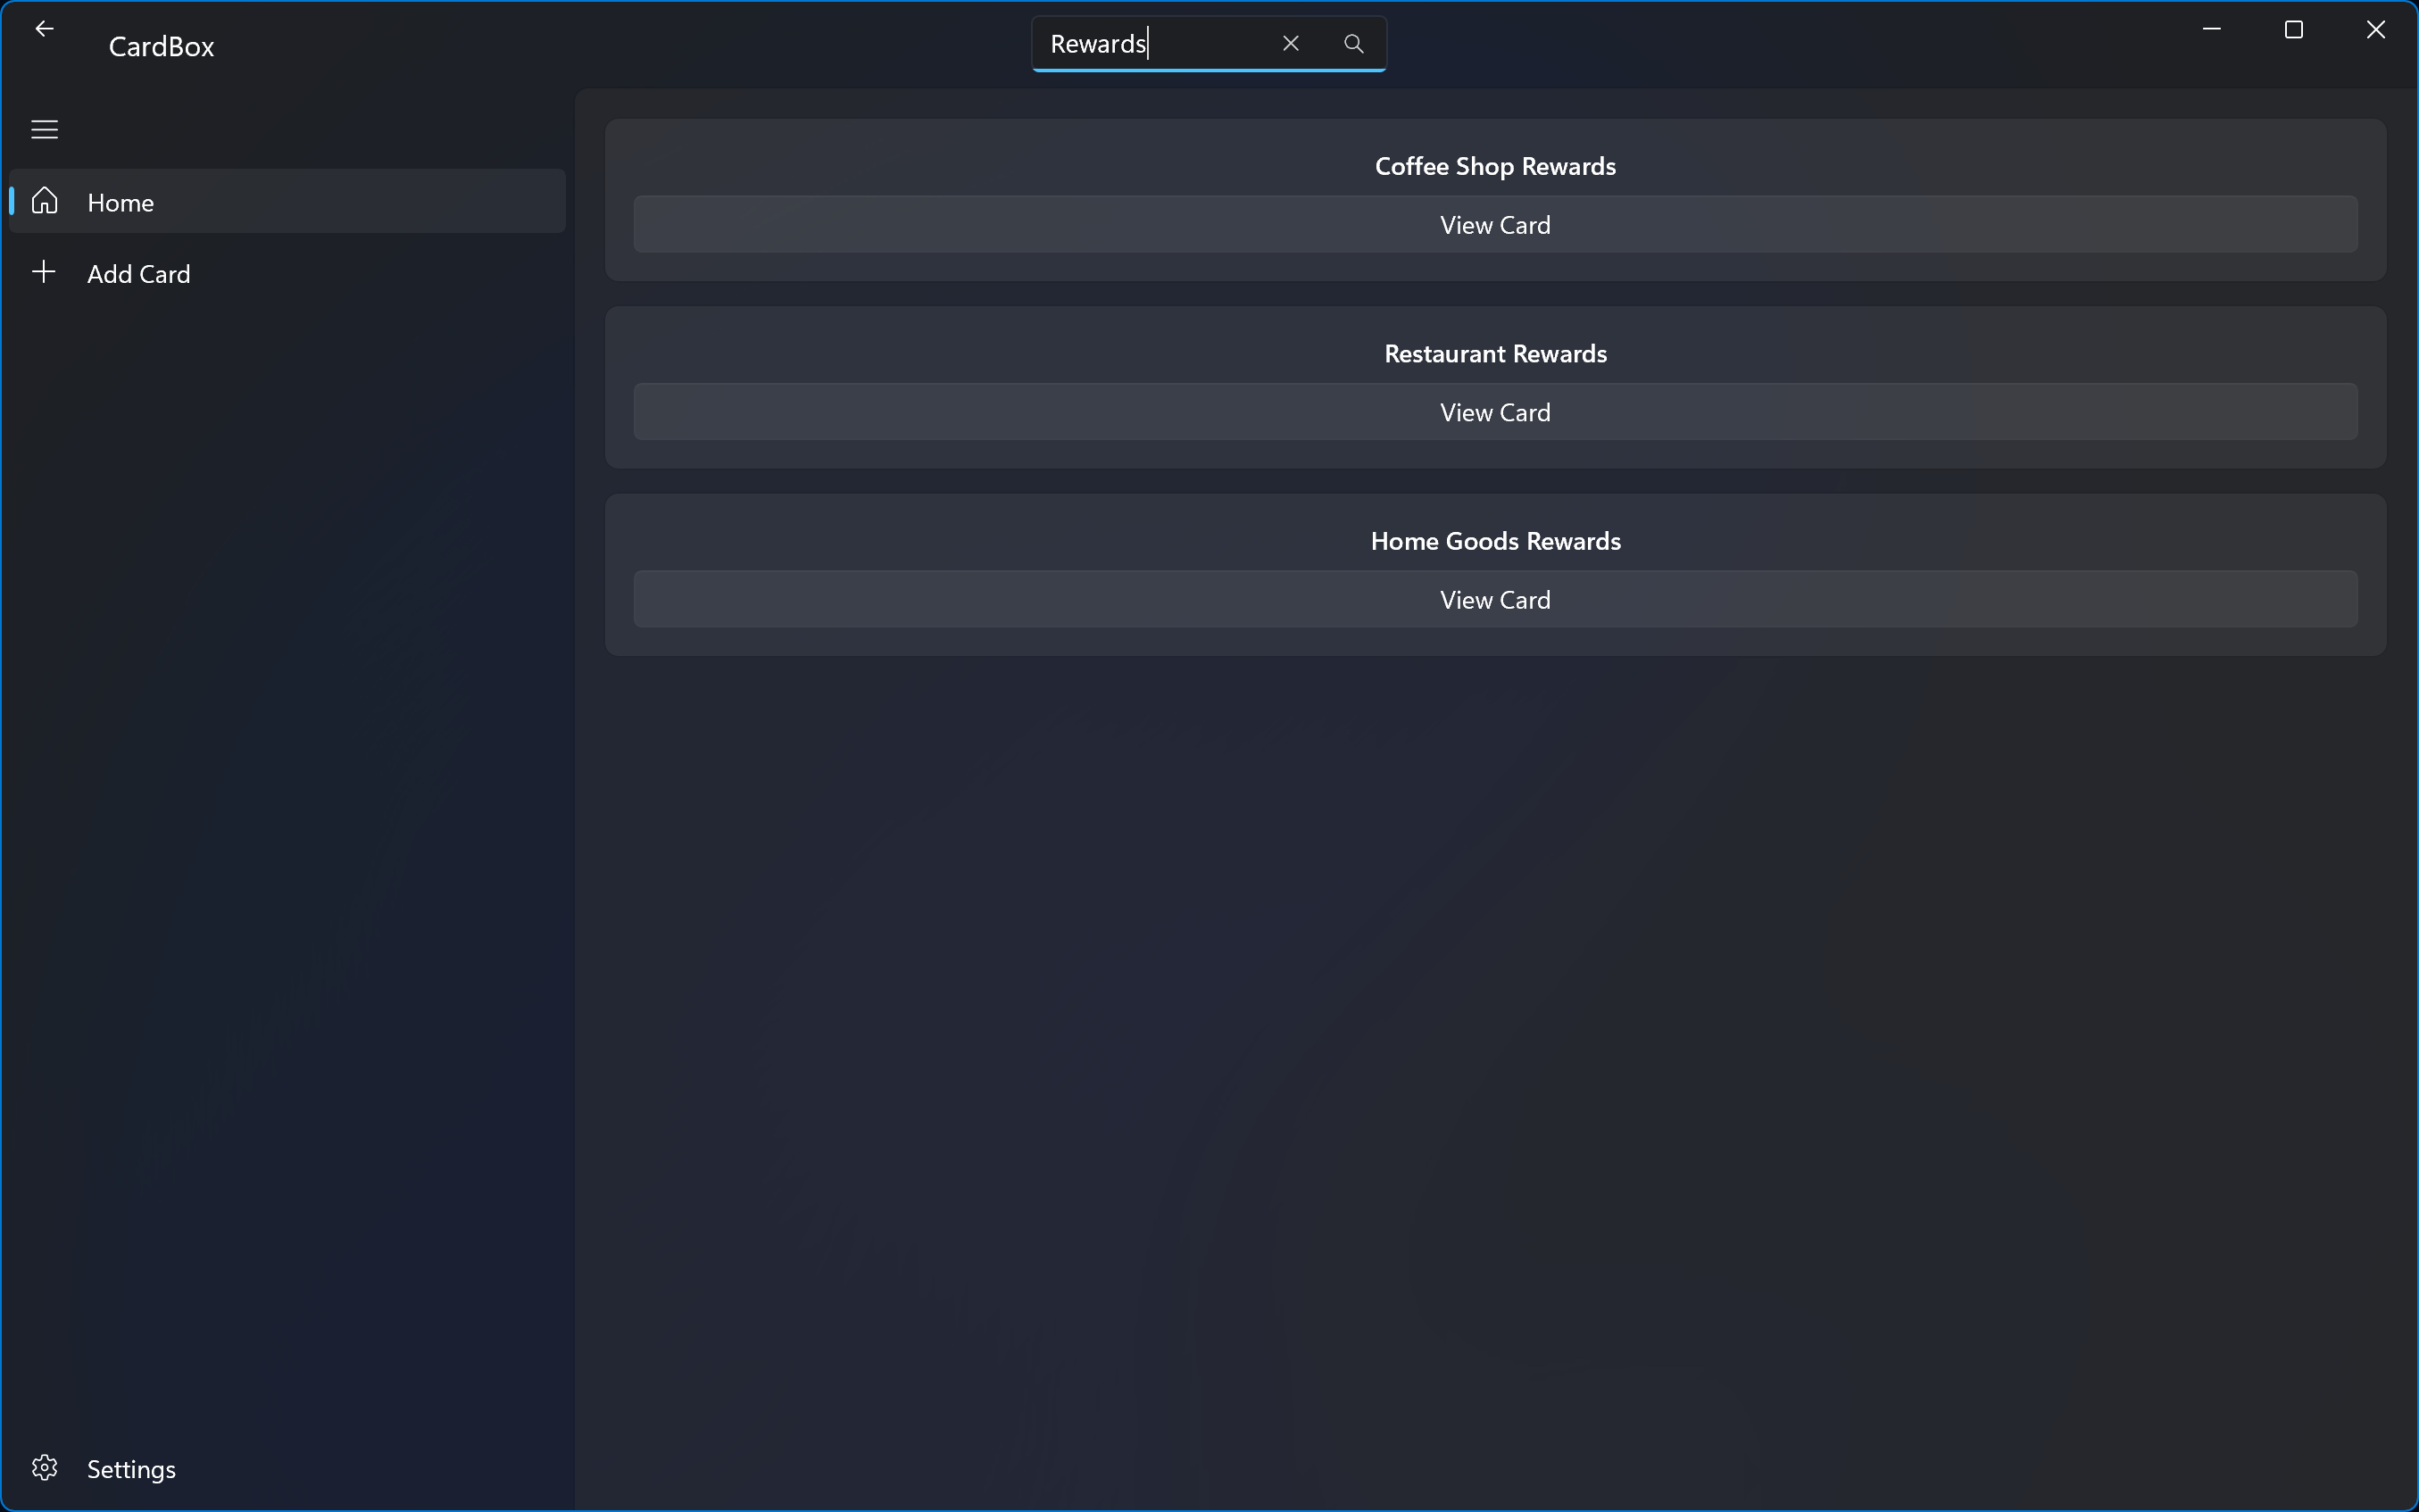 CardBox
Rewards
Home
Add Card
Coffee Shop Rewards
View Card
Restaurant Rewards
View Card
Home Goods Rewards
View Card
Settings